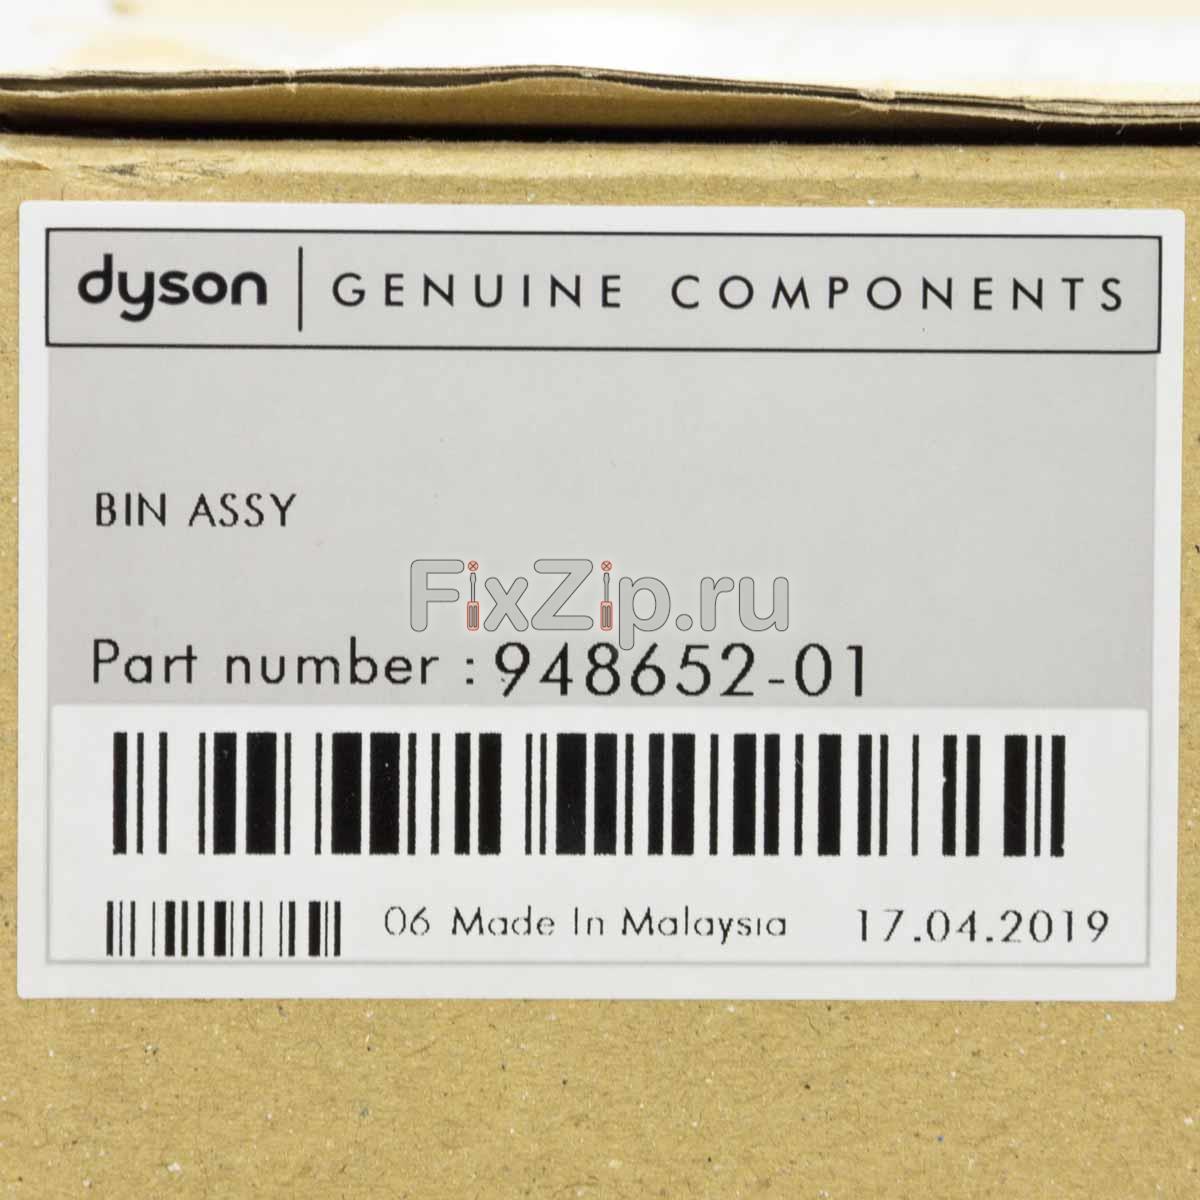 dyson GENUINE COMPONENTS
BIN ASSY
FixZip.ru
Part number : 948652-01
06 Made In Malaysia 17.04.2019